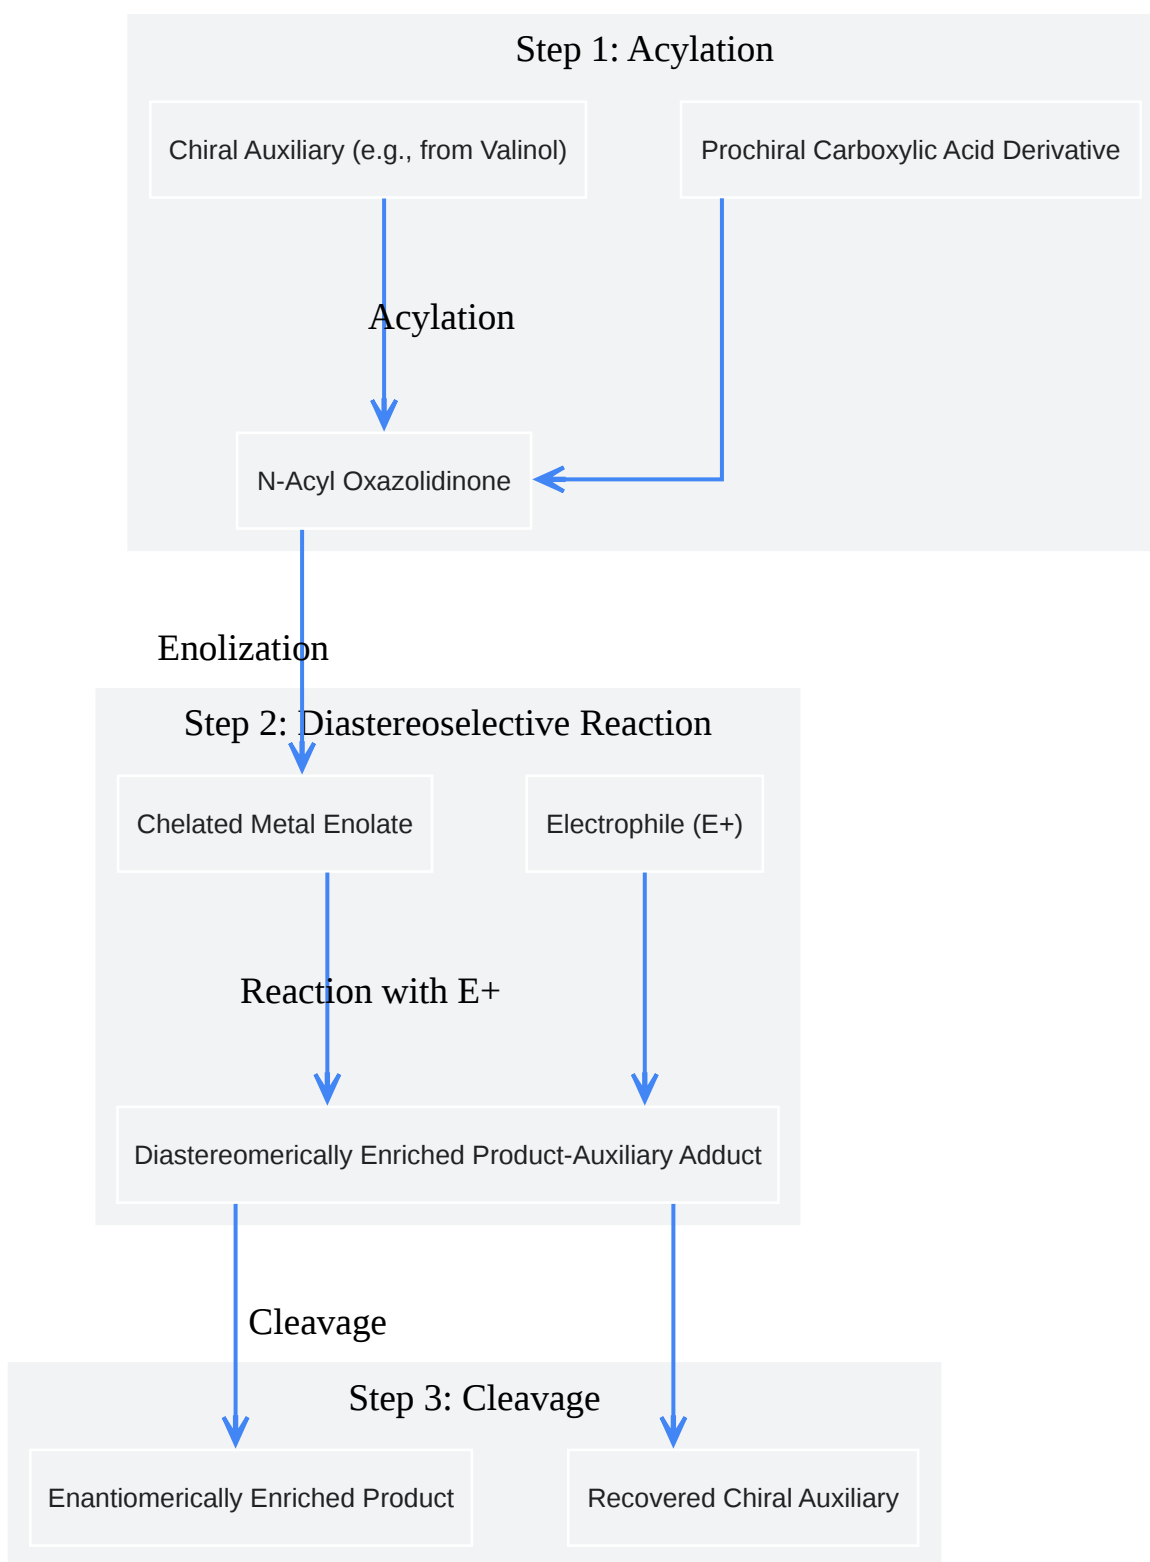 Step 1: Acylation
Chiral Auxiliary (e.g., from Valinol)
Prochiral Carboxylic Acid Derivative
Acylation
N-Acyl Oxazolidinone
Enolization
Step 2: Diastereoselective Reaction
Chelated Metal Enolate
Electrophile (E+)
Reaction with E+
Diastereomerically Enriched Product-Auxiliary Adduct
Cleavage
Step 3: Cleavage
Enantiomerically Enriched Product
Recovered Chiral Auxiliary